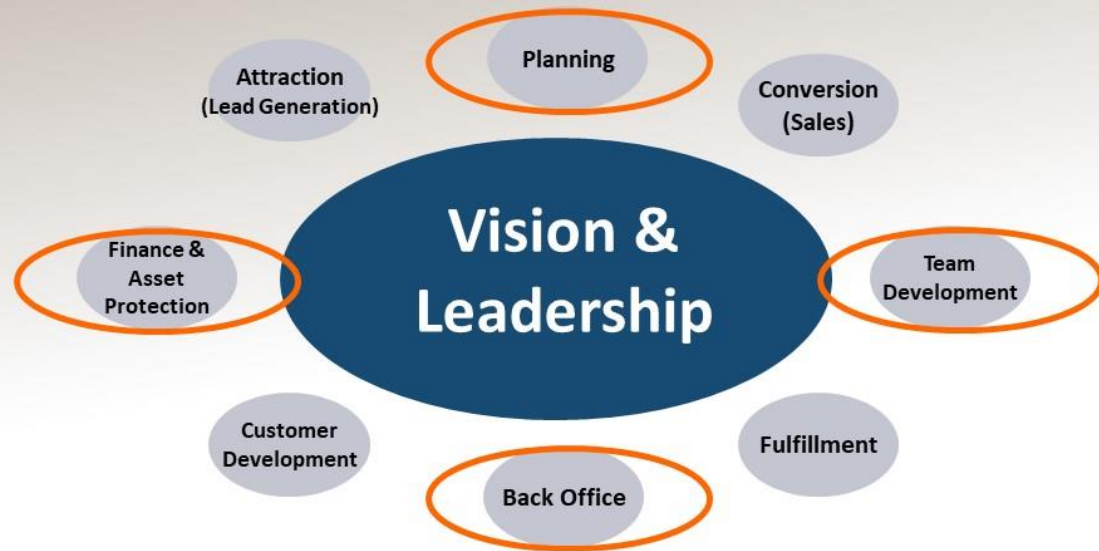 Planning
Attraction
(Lead Generation)
Conversion
(Sales)
Vision &
Leadership
Finance &
Asset
Protection
Team
Development
Customer
Development
Fulfillment
Back Office